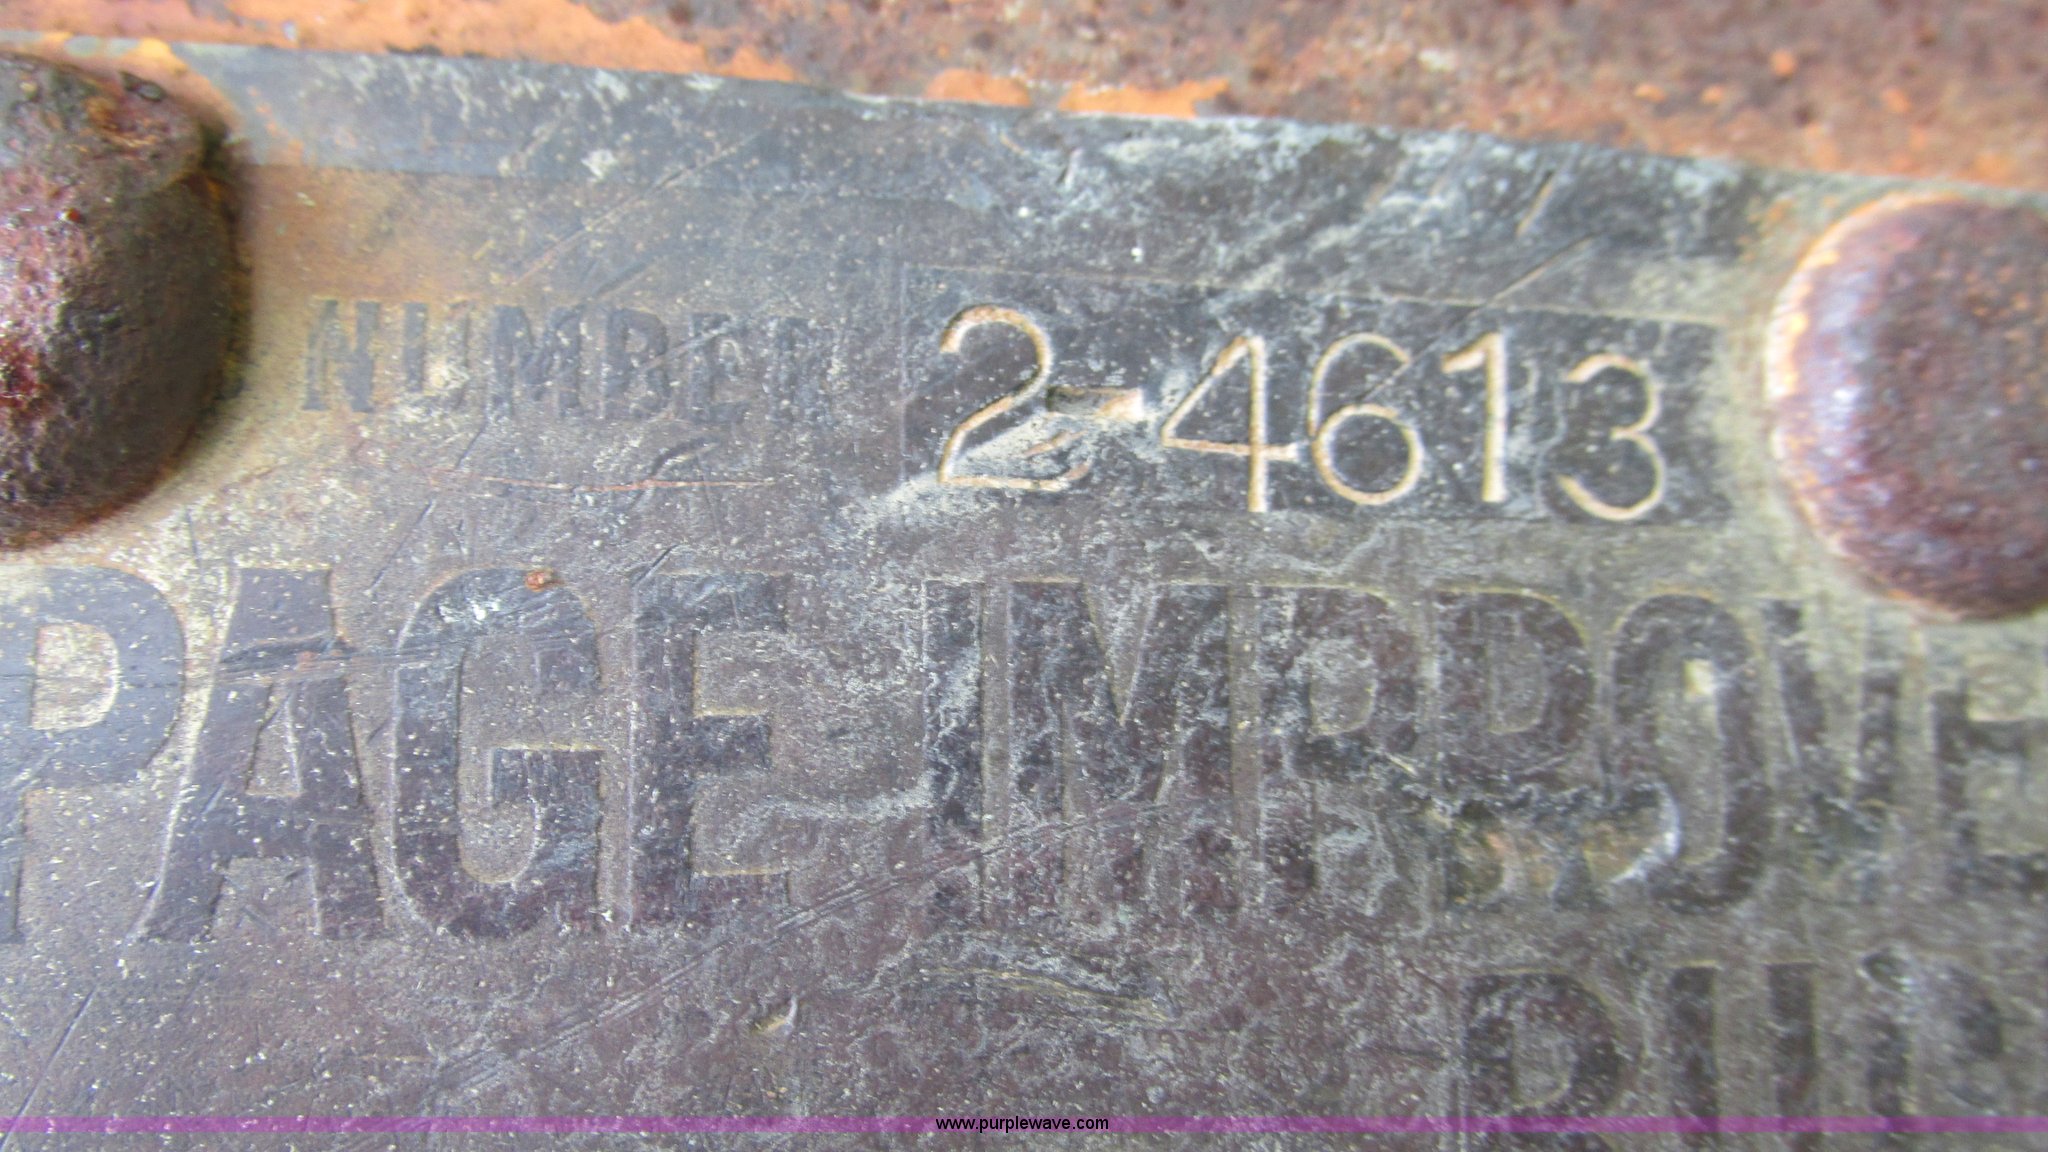 NUMBER 2-4613
PAGE IMPROVE
www.purplewave.com